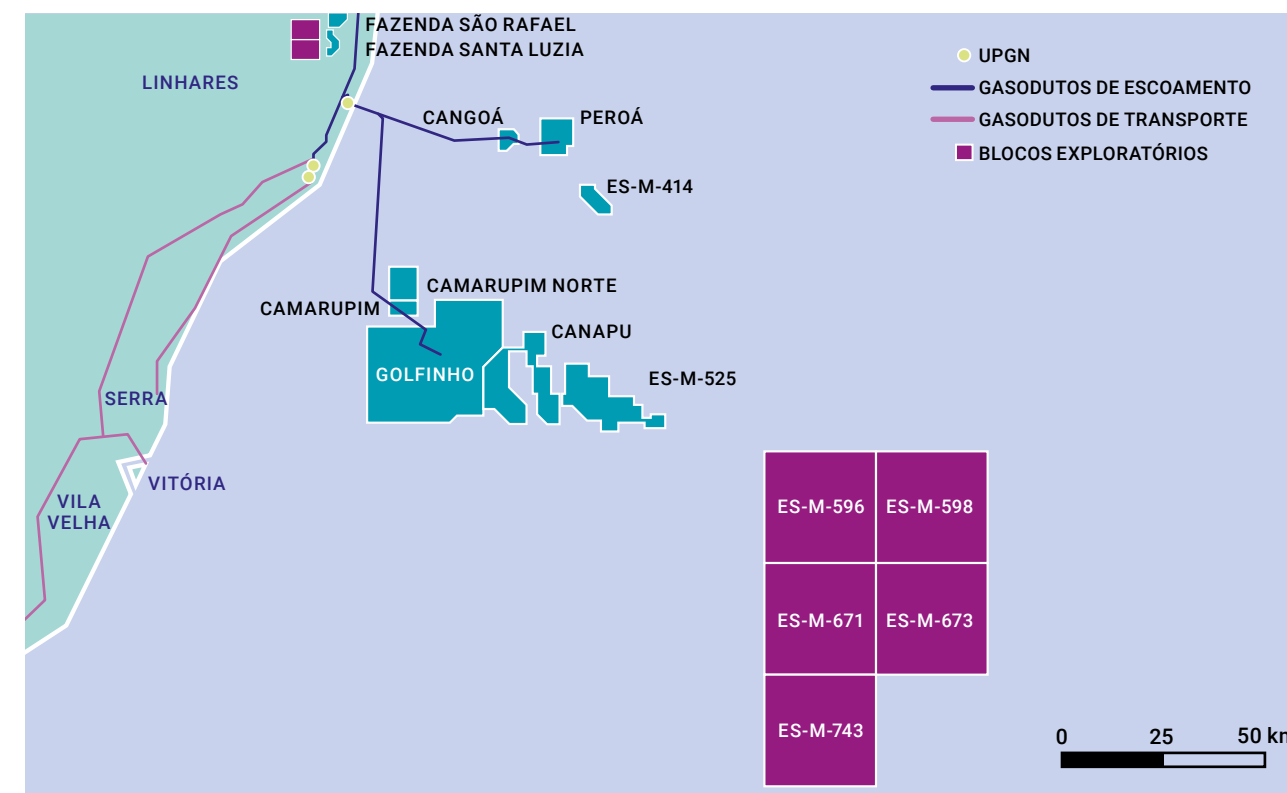 FAZENDA SÃO RAFAEL
FAZENDA SANTA LUZIA
LINHARES
UPGN
GASODUTOS DE ESCOAMENTO
GASODUTOS DE TRANSPORTE
BLOCOS EXPLORATÓRIOS
CANGOÁ
PEROÁ
ES-M-414
CAMARUPIM NORTE
CAMARUPIM
CANAPU
GOLFINHO
ES-M-525
SERRA
VITÓRIA
VILA
VELHA
ES-M-596
ES-M-598
ES-M-671
ES-M-673
ES-M-743
0 25 50 km